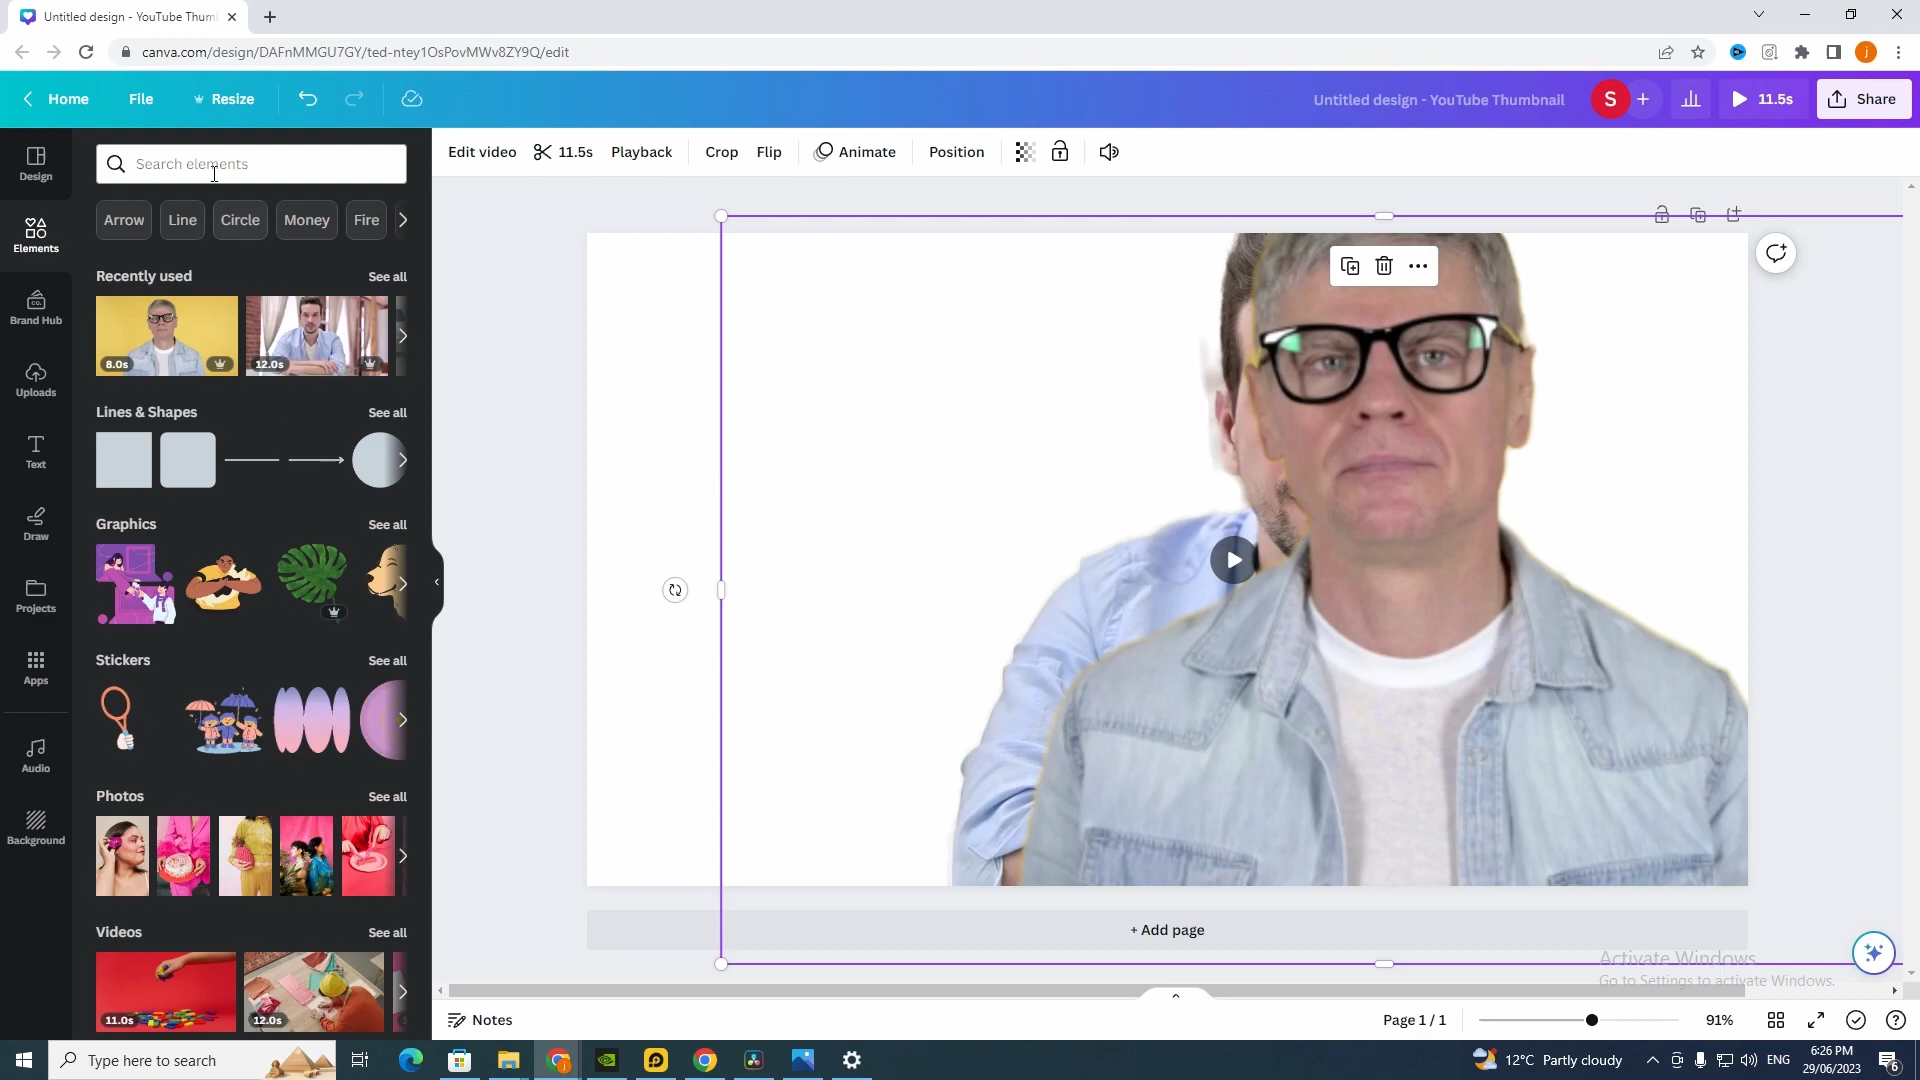 Untitled design - YouTube Thum
canva.com/design/DAFnMMGU7GY/ted-ntey1OsPovMWv8ZY9Q/edit
j
Home File Resize
Untitled design - YouTube Thumbnail
S
+
11.5s
Share
Edit video 11.5s Playback Crop Flip Animate Position
Design
Elements
Brand Hub
Uploads
Text
Draw
Projects
Apps
Audio
Background
Search elements
Arrow Line Circle Money Fire
Recently used See all
8.0s 12.0s
Lines & Shapes See all
Graphics See all
Stickers See all
Photos See all
Videos See all
11.0s 12.0s
+ Add page
Activate Windows
Go to Settings to activate Windows.
Notes
Page 1 / 1
91%
Type here to search
12°C Partly cloudy
ENG
6:26 PM
29/06/2023
6